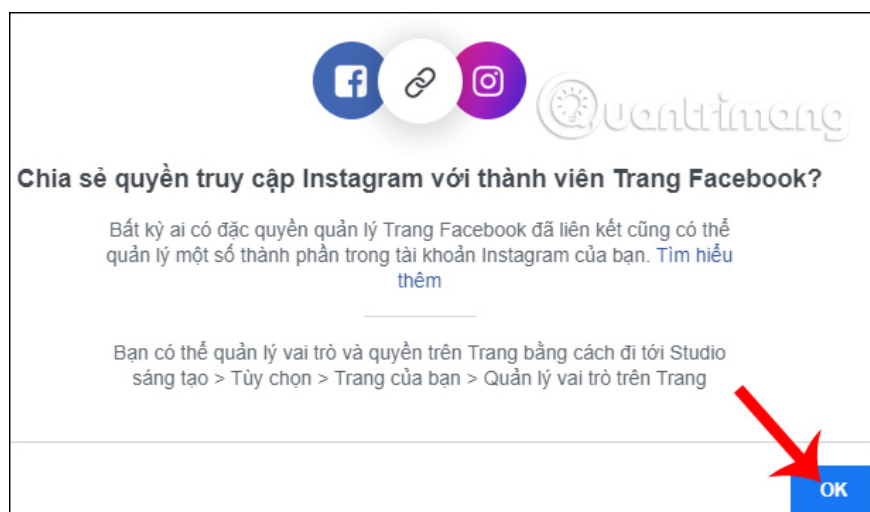 Quantrimang
Chia sẻ quyền truy cập Instagram với thành viên Trang Facebook?
Bất kỳ ai có đặc quyền quản lý Trang Facebook đã liên kết cũng có thể
quản lý một số thành phần trong tài khoản Instagram của bạn. Tìm hiểu
thêm
Bạn có thể quản lý vai trò và quyền trên Trang bằng cách đi tới Studio
sáng tạo > Tùy chọn > Trang của bạn > Quản lý vai trò trên Trang
OK